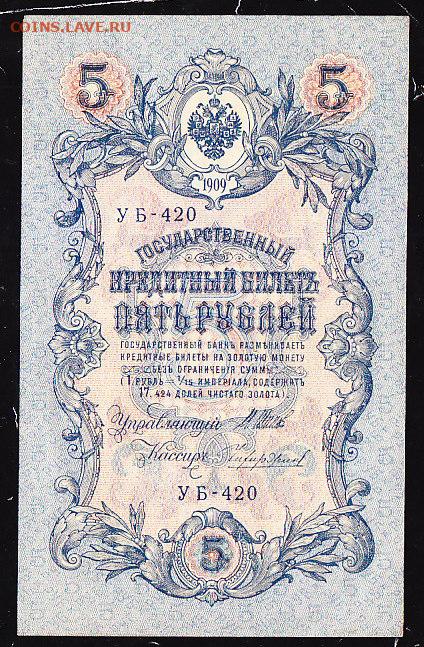 COINS.LAVE.RU
5 5
1909
УБ-420
ГОСУДАРСТВЕННЫЙ
КРЕДИТНЫЙ БИЛЕТЪ
ПЯТЬ РУБЛЕЙ
ГОСУДАРСТВЕННЫЙ БАНКЪ РАЗМѢНИВАЕТЪ
КРЕДИТНЫЕ БИЛЕТЫ НА ЗОЛОТУЮ МОНЕТУ
БЕЗЪ ОГРАНИЧЕНІЯ СУММЫ
(1 РУБЛЬ = 1/15 ИМПЕРІАЛА, СОДЕРЖИТЪ
17,424 ДОЛЕЙ ЧИСТАГО ЗОЛОТА).
Управляющій
Кассиръ
УБ-420
5